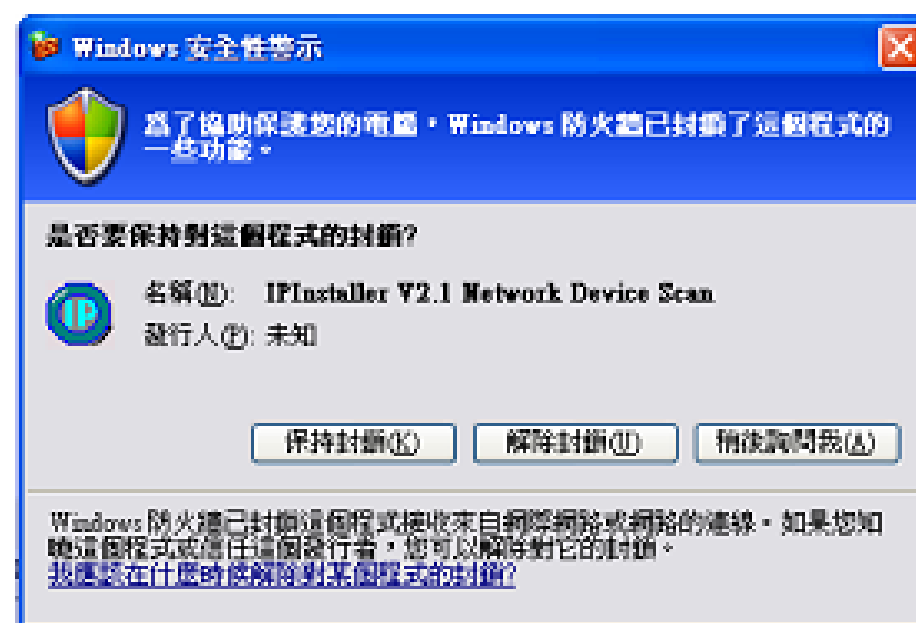 Windows 安全性警示
為了協助保護您的電腦，Windows 防火牆已封鎖了這個程式的
一些功能。
是否要保持對這個程式的封鎖?
名稱(N): IPInstaller V2.1 Network Device Scan
發行人(P): 未知
保持封鎖(K) 解除封鎖(U) 稍後詢問我(A)
Windows 防火牆已封鎖這個程式接收來自網際網路或網路的連線。如果您知
曉這個程式或信任這個發行者，您可以解除對它的封鎖。
我應該在什麼時候解除對某個程式的封鎖?
IP